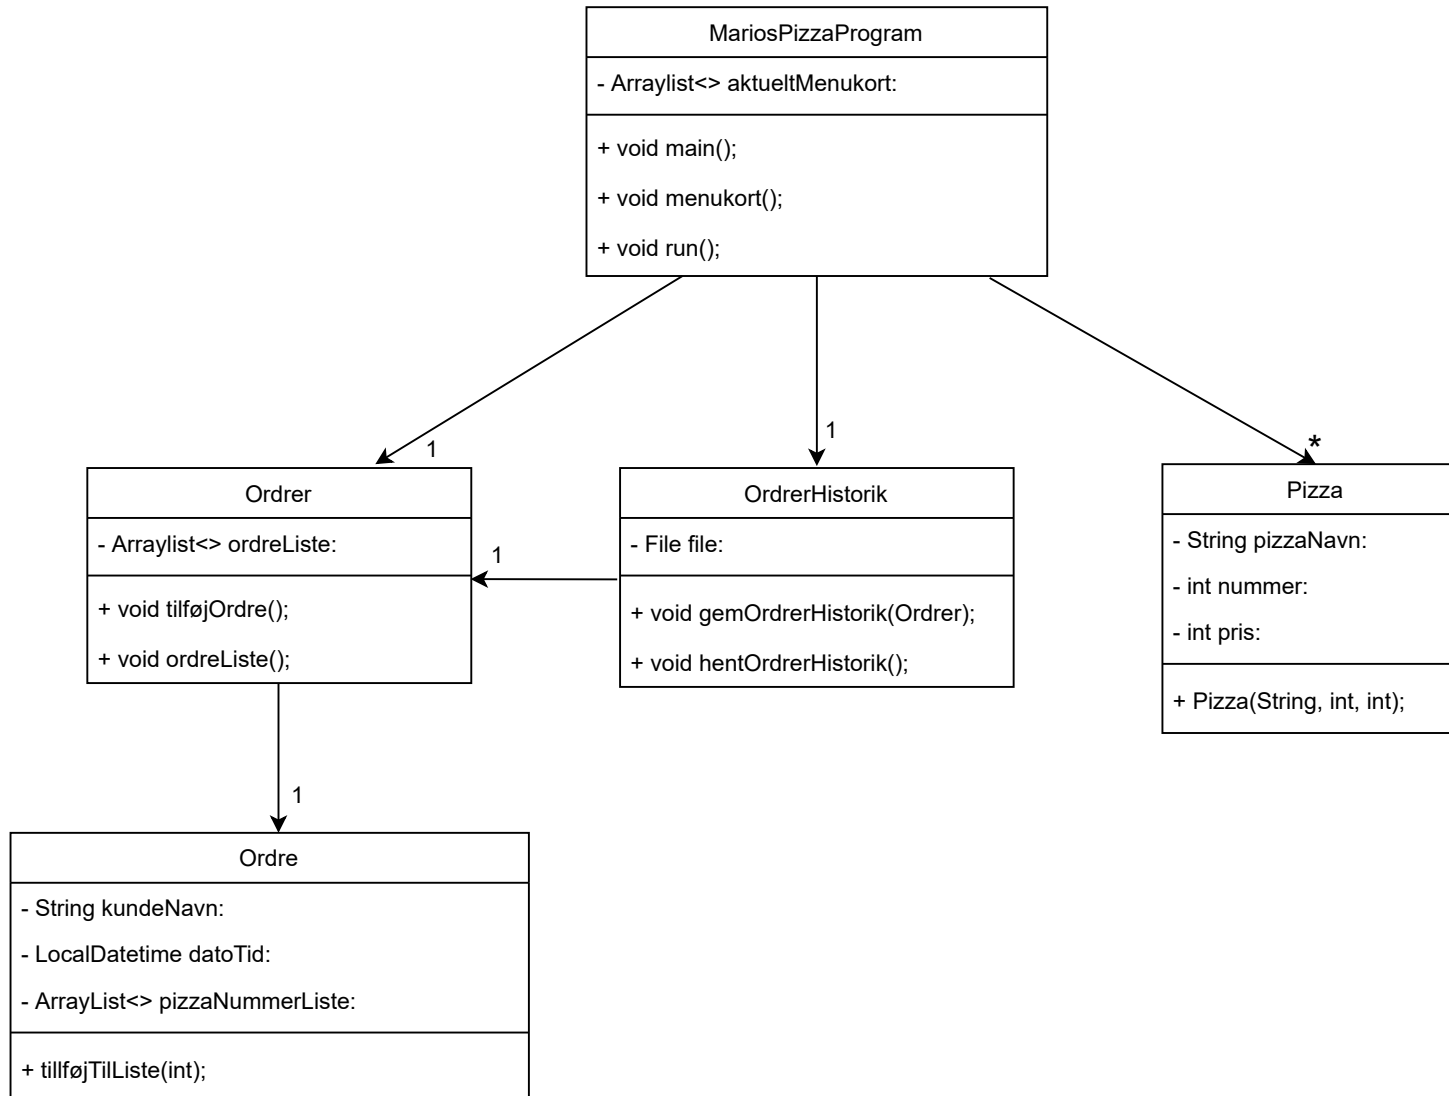 MariosPizzaProgram
- Arraylist<> aktueltMenukort:
+ void main();
+ void menukort();
+ void run();
1
1
*
Ordrer
- Arraylist<> ordreListe:
+ void tilføjOrdre();
+ void ordreListe();
1
OrdrerHistorik
- File file:
+ void gemOrdrerHistorik(Ordrer);
+ void hentOrdrerHistorik();
Pizza
- String pizzaNavn:
- int nummer:
- int pris:
+ Pizza(String, int, int);
1
Ordre
- String kundeNavn:
- LocalDatetime datoTid:
- ArrayList<> pizzaNummerListe:
+ tillføjTilListe(int);